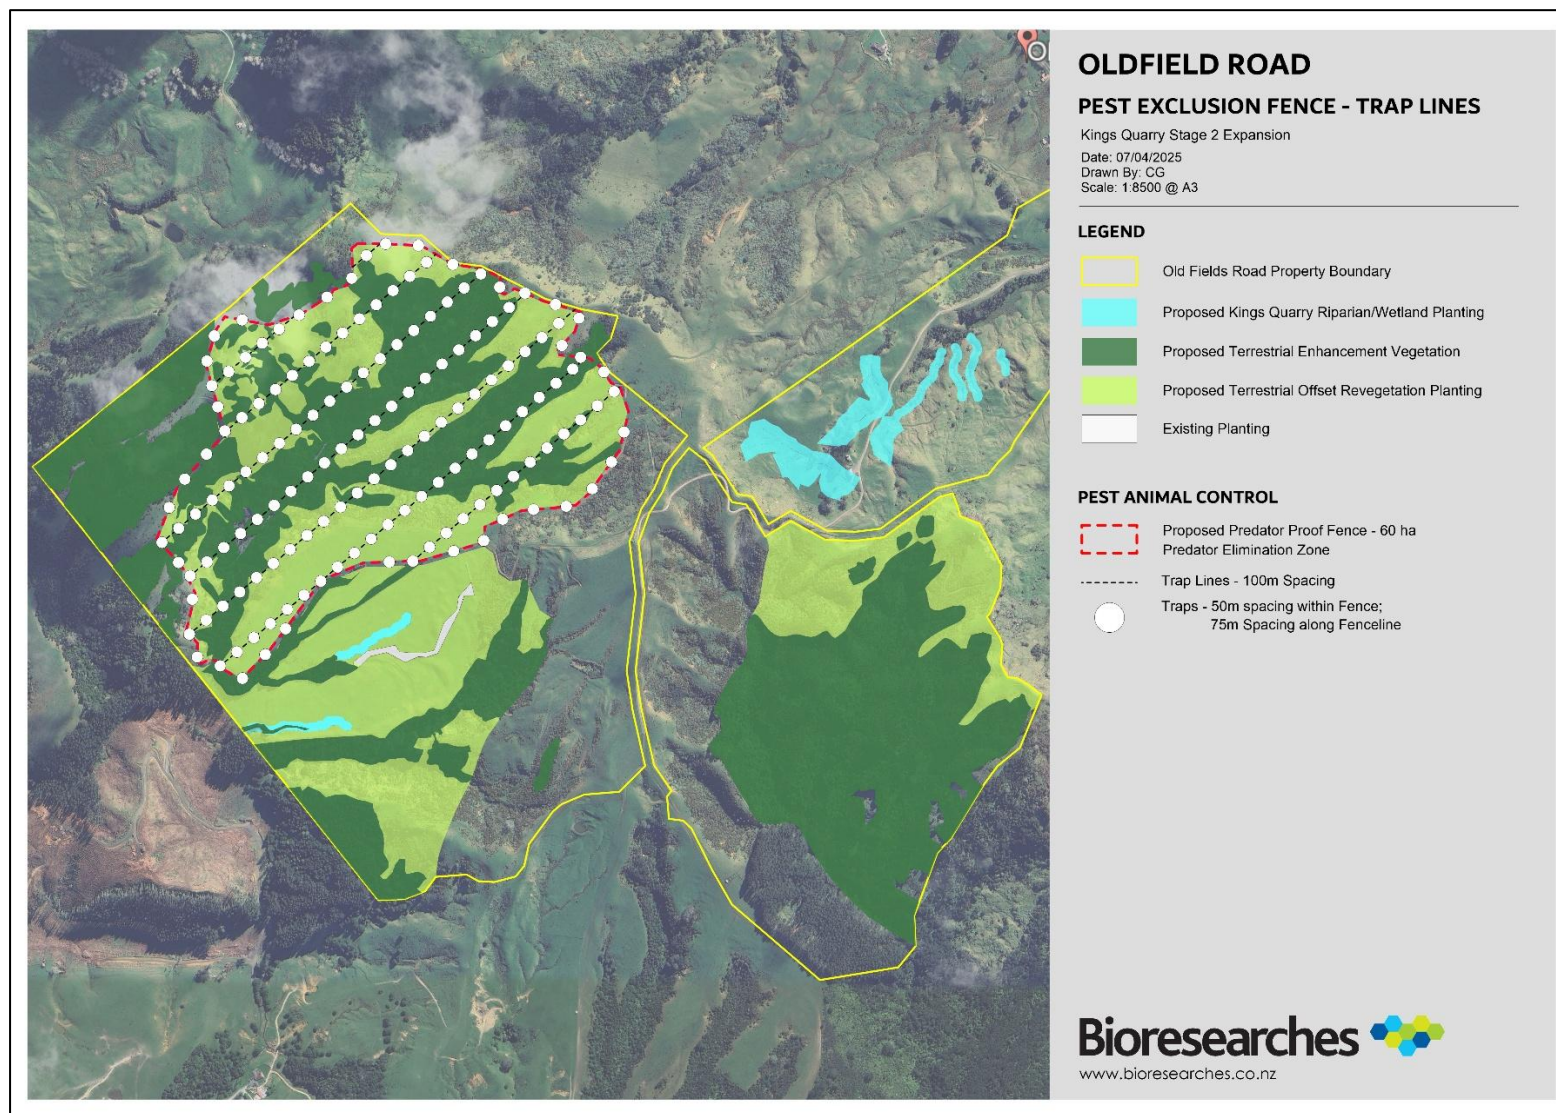 OLDFIELD ROAD
PEST EXCLUSION FENCE - TRAP LINES
Kings Quarry Stage 2 Expansion
Date: 07/04/2025
Drawn By: CG
Scale: 1:8500 @ A3
LEGEND
Old Fields Road Property Boundary
Proposed Kings Quarry Riparian/Wetland Planting
Proposed Terrestrial Enhancement Vegetation
Proposed Terrestrial Offset Revegetation Planting
Existing Planting
PEST ANIMAL CONTROL
Proposed Predator Proof Fence - 60 ha
Predator Elimination Zone
Trap Lines - 100m Spacing
Traps - 50m spacing within Fence;
75m Spacing along Fenceline
Bioresearches
www.bioresearches.co.nz